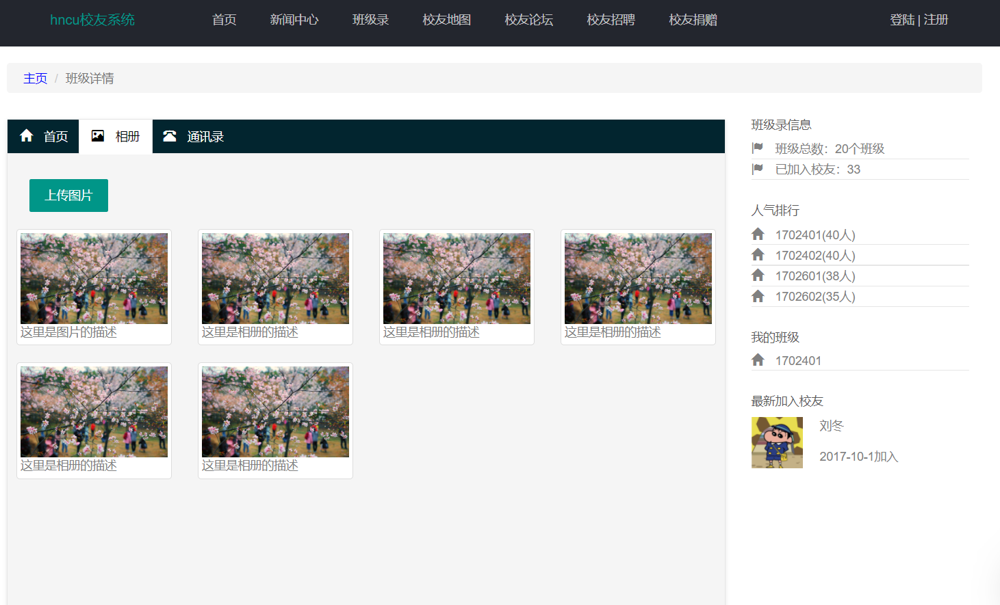 hncu校友系统 首页 新闻中心 班级录 校友地图 校友论坛 校友招聘 校友捐赠 登陆 | 注册
主页 / 班级详情
首页 相册 通讯录
上传图片
这里是图片的描述 这里是相册的描述 这里是相册的描述 这里是相册的描述
这里是相册的描述 这里是相册的描述
班级录信息
班级总数：20个班级
已加入校友：33
人气排行
1702401(40人)
1702402(40人)
1702601(38人)
1702602(35人)
我的班级
1702401
最新加入校友
刘冬
2017-10-1加入